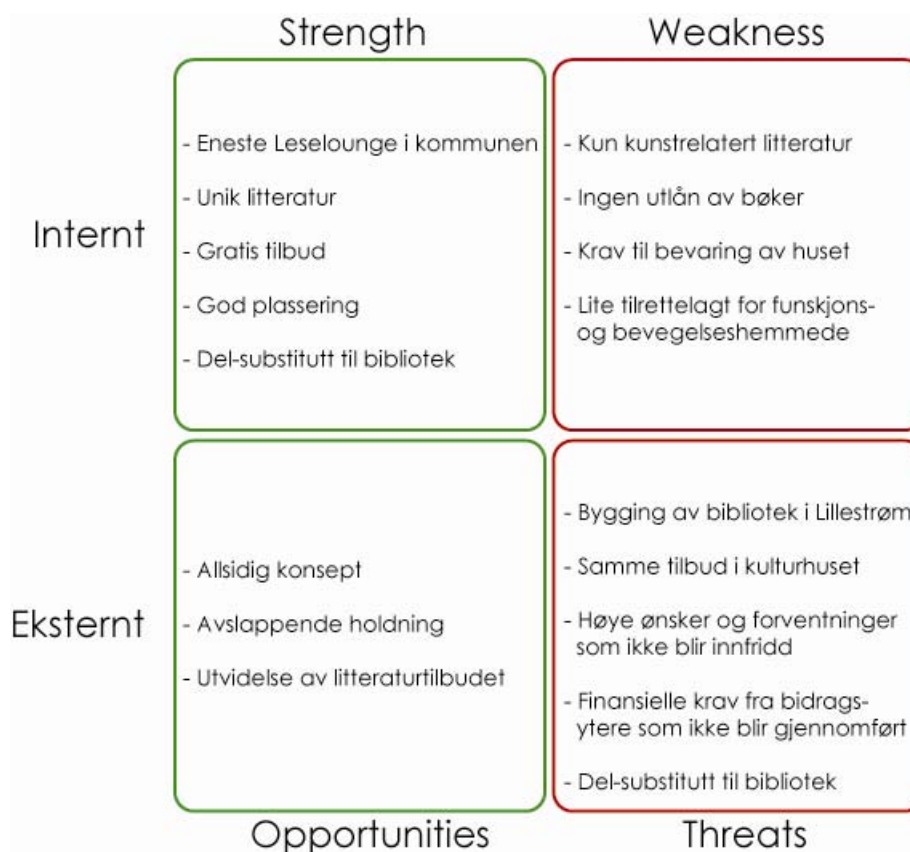 Strength
Weakness
Internt
- Eneste Leselounge i kommunen
- Unik litteratur
- Gratis tilbud
- God plassering
- Del-substitutt til bibliotek
- Kun kunstrelatert litteratur
- Ingen utlån av bøker
- Krav til bevaring av huset
- Lite tilrettelagt for funskjons-
og bevegelseshemmede
Eksternt
- Allsidig konsept
- Avslappende holdning
- Utvidelse av litteraturtilbudet
- Bygging av bibliotek i Lillestrøm
- Samme tilbud i kulturhuset
- Høye ønsker og forventninger
som ikke blir innfridd
- Finansielle krav fra bidrags-
ytere som ikke blir gjennomført
- Del-substitutt til bibliotek
Opportunities
Threats